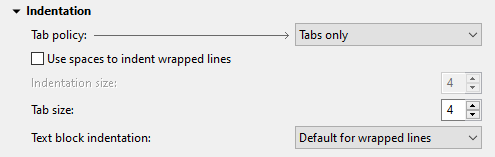 Indentation
Tab policy: Tabs only
Use spaces to indent wrapped lines
Indentation size: 4
Tab size: 4
Text block indentation: Default for wrapped lines